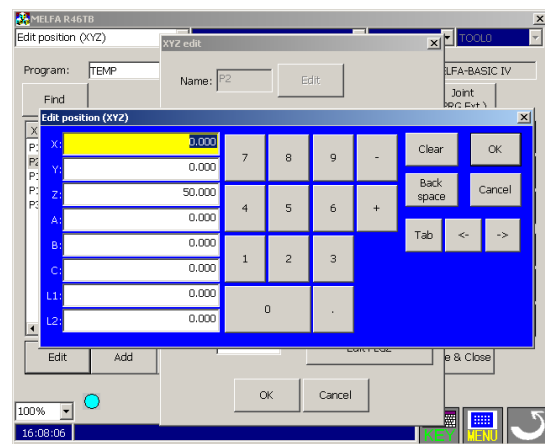 MELFA R46TB
Edit position (XYZ)
TOOL0
XYZ edit
Program: TEMP
LFA-BASIC IV
Name: P2
Edit
Find
Joint
Edit position (XYZ)
X: 0.000
Y: 0.000
Z: 50.000
A: 0.000
B: 0.000
C: 0.000
L1: 0.000
L2: 0.000
7 8 9 - Clear OK
4 5 6 + Back space Cancel
Tab <- ->
1 2 3
0 .
Edit Add
e & Close
OK Cancel
100%
16:08:06
KEY MENU